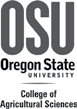 OSU
Oregon State
UNIVERSITY
College of
Agricultural Sciences